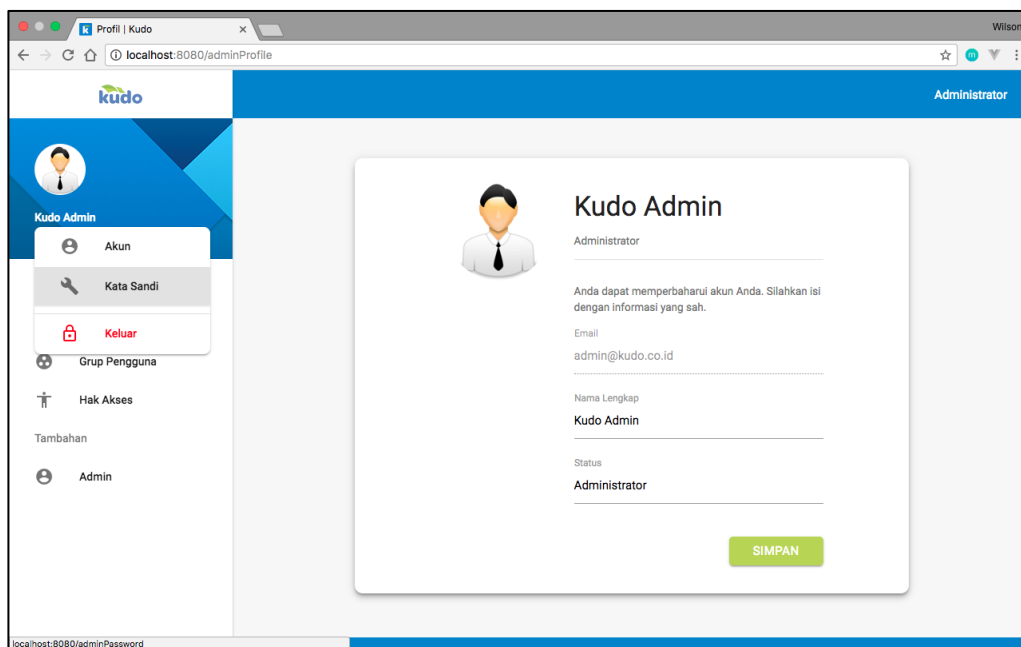 Profil | Kudo
Wilson
localhost:8080/adminProfile
kudo
Administrator
Kudo Admin
Akun
Kata Sandi
Keluar
Grup Pengguna
Hak Akses
Tambahan
Admin
Kudo Admin
Administrator
Anda dapat memperbaharui akun Anda. Silahkan isi
dengan informasi yang sah.
Email
admin@kudo.co.id
Nama Lengkap
Kudo Admin
Status
Administrator
SIMPAN
localhost:8080/adminPassword